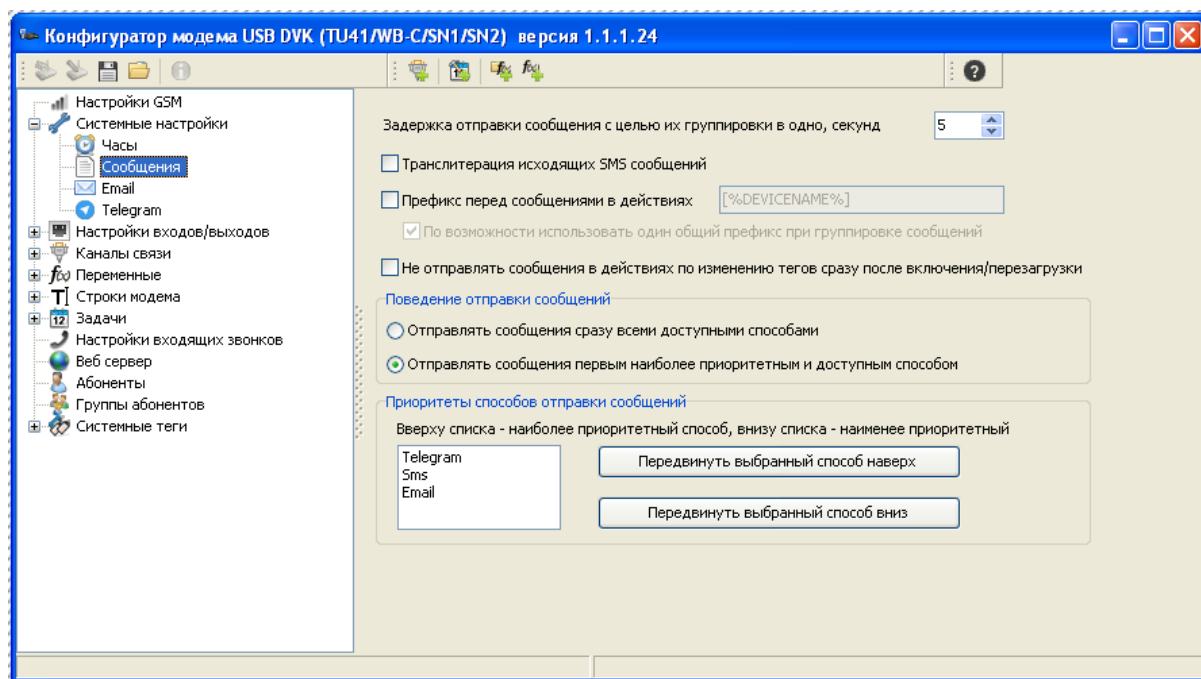 Конфигуратор модема USB DVK (TU41/WB-C/SN1/SN2) версия 1.1.1.24
Настройки GSM
Системные настройки
Часы
Сообщения
Email
Telegram
Настройки входов/выходов
Каналы связи
f(x) Переменные
Строки модема
12 Задачи
Настройки входящих звонков
Веб сервер
Абоненты
Группы абонентов
Системные теги
Задержка отправки сообщения с целью их группировки в одно, секунд 5
Транслитерация исходящих SMS сообщений
Префикс перед сообщениями в действиях [%DEVICENAME%]
По возможности использовать один общий префикс при группировке сообщений
Не отправлять сообщения в действиях по изменению тегов сразу после включения/перезагрузки
Поведение отправки сообщений
Отправлять сообщения сразу всеми доступными способами
Отправлять сообщения первым наиболее приоритетным и доступным способом
Приоритеты способов отправки сообщений
Вверху списка - наиболее приоритетный способ, внизу списка - наименее приоритетный
Telegram
Sms
Email
Передвинуть выбранный способ наверх
Передвинуть выбранный способ вниз